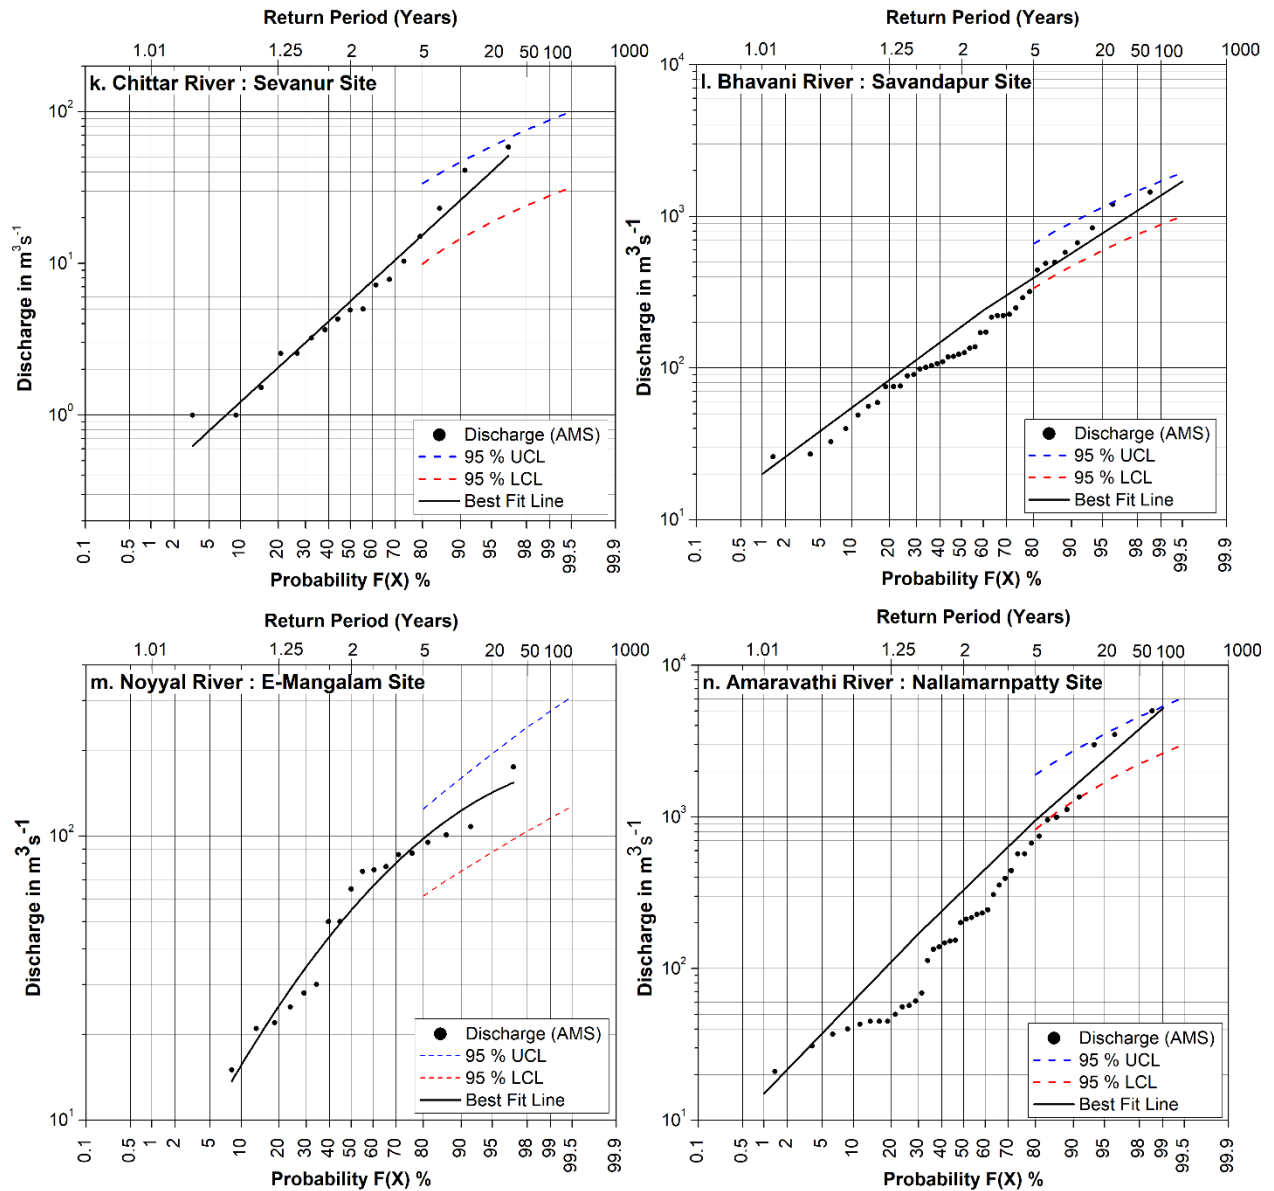 Return Period (Years)
1.01 1.25 2 5 20 50 100 1000
k. Chittar River : Sevanur Site
Discharge in m³s⁻¹
10²
10¹
10⁰
Discharge (AMS)
95 % UCL
95 % LCL
Best Fit Line
0.1 0.5 1 2 5 10 20 30 40 50 60 70 80 90 95 98 99 99.5 99.9
Probability F(X) %
Return Period (Years)
1.01 1.25 2 5 20 50 100 1000
l. Bhavani River : Savandapur Site
Discharge in m³s⁻¹
10⁴
10³
10²
10¹
Discharge (AMS)
95 % UCL
95 % LCL
Best Fit Line
0.1 0.5 1 2 5 10 20 30 40 50 60 70 80 90 95 98 99 99.5 99.9
Probability F(X) %
Return Period (Years)
1.01 1.25 2 5 20 50 100 1000
m. Noyyal River : E-Mangalam Site
Discharge in m³s⁻¹
10²
10¹
Discharge (AMS)
95 % UCL
95 % LCL
Best Fit Line
0.1 0.5 1 2 5 10 20 30 40 50 60 70 80 90 95 98 99 99.5 99.9
Probability F(X) %
Return Period (Years)
1.01 1.25 2 5 20 50 100 1000
n. Amaravathi River : Nallamarnpatty Site
Discharge in m³s⁻¹
10⁴
10³
10²
10¹
Discharge (AMS)
95 % UCL
95 % LCL
Best Fit Line
0.1 0.5 1 2 5 10 20 30 40 50 60 70 80 90 95 98 99 99.5 99.9
Probability F(X) %